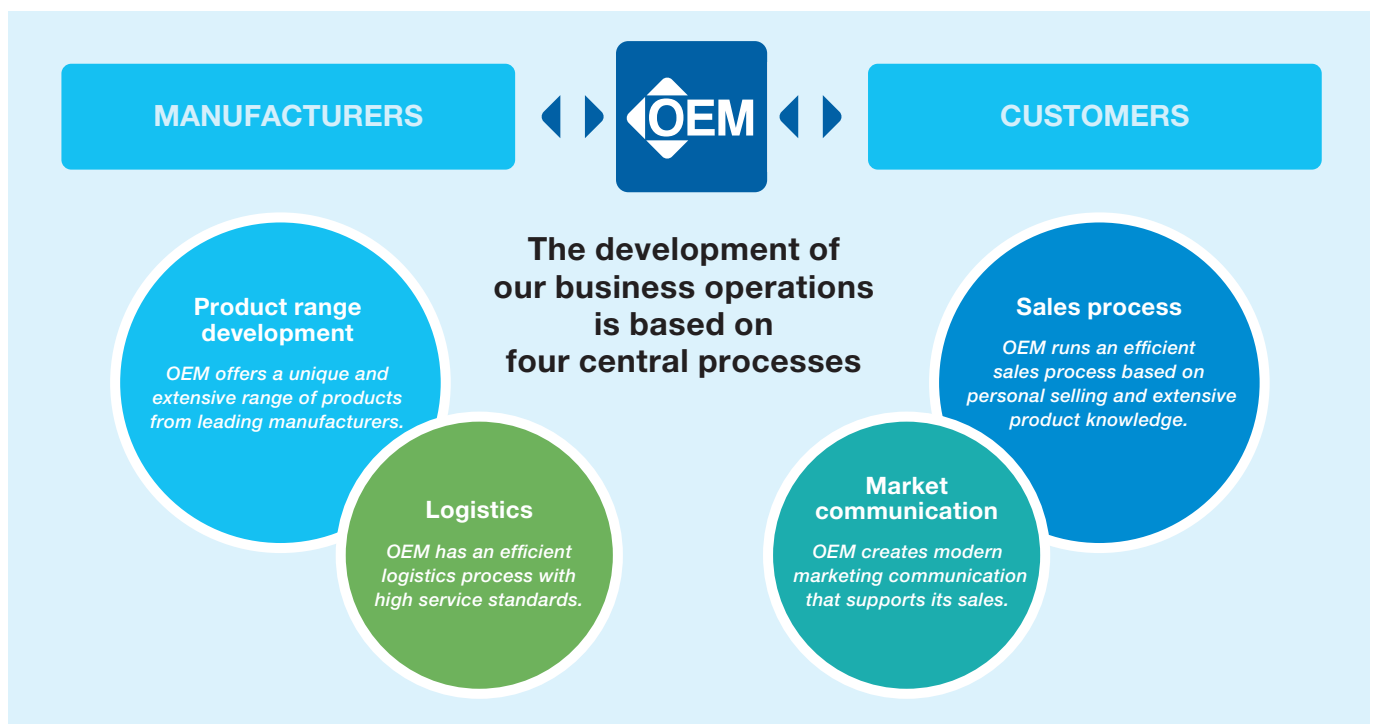 MANUFACTURERS
OEM
CUSTOMERS
The development of
our business operations
is based on
four central processes
Product range
development
OEM offers a unique and
extensive range of products
from leading manufacturers.
Logistics
OEM has an efficient
logistics process with
high service standards.
Market
communication
OEM creates modern
marketing communication
that supports its sales.
Sales process
OEM runs an efficient
sales process based on
personal selling and extensive
product knowledge.